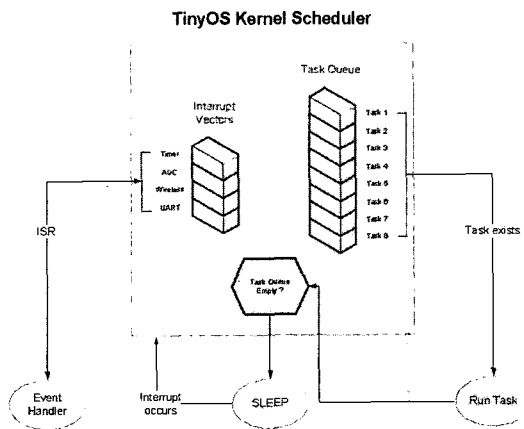 TinyOS Kernel Scheduler
Task Queue
Interrupt
Vectors
Task 1
Task 2
Task 3
Task 4
Task 5
Task 6
Task 7
Task 8
Timer
ADC
Wireless
UART
ISR
Task exists
Task Queue
Empty ?
Event
Handler
Interrupt
occurs
SLEEP
Run Task